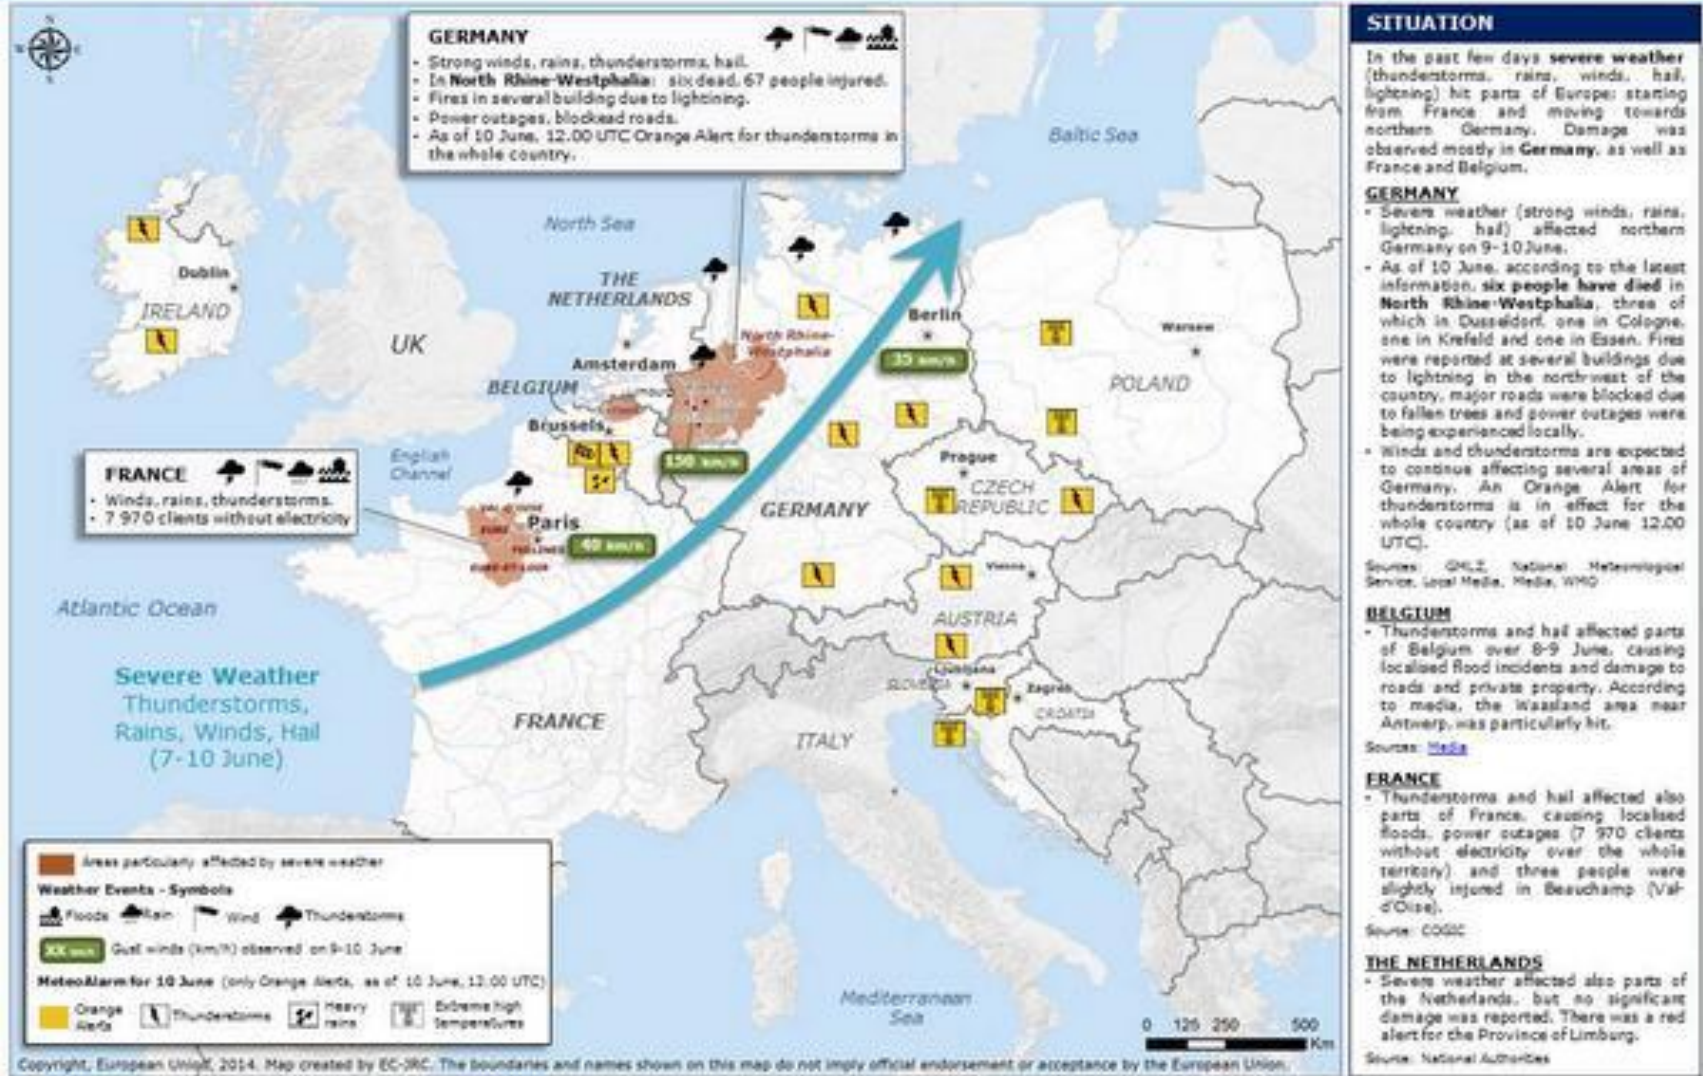 GERMANY
• Strong winds, rains, thunderstorms, hail.
• In North Rhine-Westphalia: six dead, 67 people injured.
• Fires in several building due to lightining.
• Power outages, blockead roads.
• As of 10 June, 12.00 UTC Orange Alert for thunderstorms in
the whole country.
Baltic Sea
North Sea
Dublin
IRELAND
UK
THE
NETHERLANDS
Amsterdam
North Rhine-
Westphalia
Berlin
35 km/h
Warsaw
POLAND
BELGIUM
Brussels
150 km/h
English
Channel
Prague
CZECH
REPUBLIC
GERMANY
FRANCE
• Winds, rains, thunderstorms.
• 7 970 clients without electricity
EURE
Paris
YVELINES
EURE-ET-LOIR
40 km/h
Vienna
AUSTRIA
Atlantic Ocean
Severe Weather
Thunderstorms,
Rains, Winds, Hail
(7-10 June)
FRANCE
ITALY
Ljubljana
SLOVENIA
Zagreb
CROATIA
Mediterranean
Sea
Areas particularly affected by severe weather
Weather Events - Symbols
Floods Rain Wind Thunderstorms
XX km/h Gust winds (km/h) observed on 9-10 June
MeteoAlarm for 10 June (only Orange Alerts, as of 10 June, 12:00 UTC)
Orange
Alerts
Thunderstorms
Heavy
rains
Extreme high
temperatures
0 125 250 500
Km
Copyright, European Union, 2014. Map created by EC-JRC. The boundaries and names shown on this map do not imply official endorsement or acceptance by the European Union.
SITUATION
In the past few days severe weather
(thunderstorms, rains, winds, hail,
lightning) hit parts of Europe; starting
from France and moving towards
northern Germany. Damage was
observed mostly in Germany, as well as
France and Belgium.
GERMANY
• Severe weather (strong winds, rains,
lightning, hail) affected northern
Germany on 9-10 June.
• As of 10 June, according to the latest
information, six people have died in
North Rhine-Westphalia, three of
which in Dusseldorf, one in Cologne,
one in Krefeld and one in Essen. Fires
were reported at several buildings due
to lightning in the northwest of the
country, major roads were blocked due
to fallen trees and power outages were
being experienced locally.
• Winds and thunderstorms are expected
to continue affecting several areas of
Germany. An Orange Alert for
thunderstorms is in effect for the
whole country (as of 10 June 12.00
UTC).
Sources: GMLZ, National Meteorological
Service, Local Media, Media, WMO
BELGIUM
• Thunderstorms and hail affected parts
of Belgium over 8-9 June, causing
localised flood incidents and damage to
roads and private property. According
to media, the Waasland area near
Antwerp, was particularly hit.
Sources: Media
FRANCE
• Thunderstorms and hail affected also
parts of France, causing localised
floods, power outages (7 970 clients
without electricity over the whole
territory) and three people were
slightly injured in Beauchamp (Val-
d'Oise).
Source: COGIC
THE NETHERLANDS
• Severe weather affected also parts of
the Netherlands, but no significant
damage was reported. There was a red
alert for the Province of Limburg.
Source: National Authorities